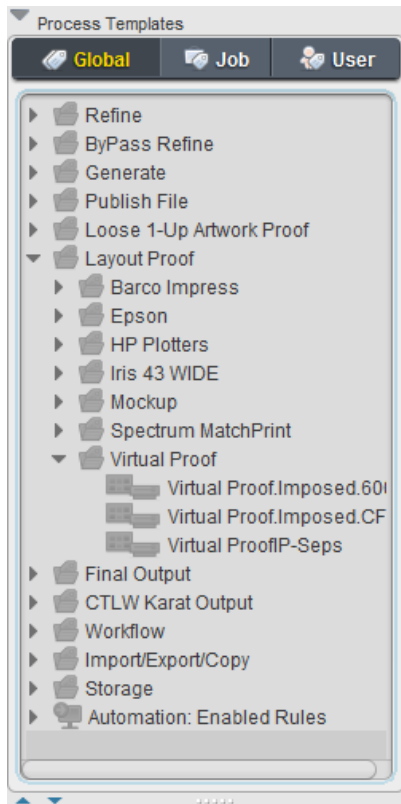 Process Templates
Global Job User
Refine
ByPass Refine
Generate
Publish File
Loose 1-Up Artwork Proof
Layout Proof
Barco Impress
Epson
HP Plotters
Iris 43 WIDE
Mockup
Spectrum MatchPrint
Virtual Proof
Virtual Proof.Imposed.60
Virtual Proof.Imposed.CF
Virtual ProofIP-Seps
Final Output
CTLW Karat Output
Workflow
Import/Export/Copy
Storage
Automation: Enabled Rules